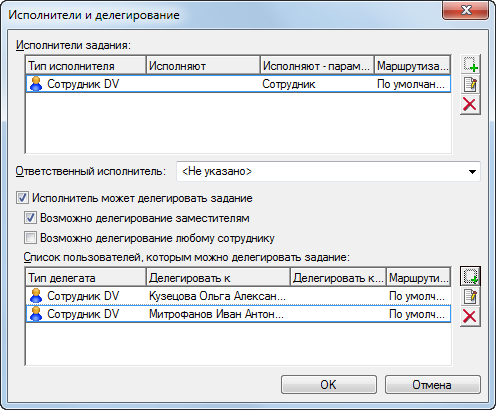 Исполнители и делегирование
Исполнители задания:
Тип исполнителя Исполняют Исполняют - парам... Маршрутиза...
Сотрудник DV Сотрудник По умолчан...
Ответственный исполнитель: <Не указано>
Исполнитель может делегировать задание
Возможно делегирование заместителям
Возможно делегирование любому сотруднику
Список пользователей, которым можно делегировать задание:
Тип делегата Делегировать к Делегировать к... Маршрути...
Сотрудник DV Кузецова Ольга Алексан... По умолч...
Сотрудник DV Митрофанов Иван Антон... По умолч...
OK Отмена